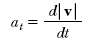 a_t = d|v| / dt